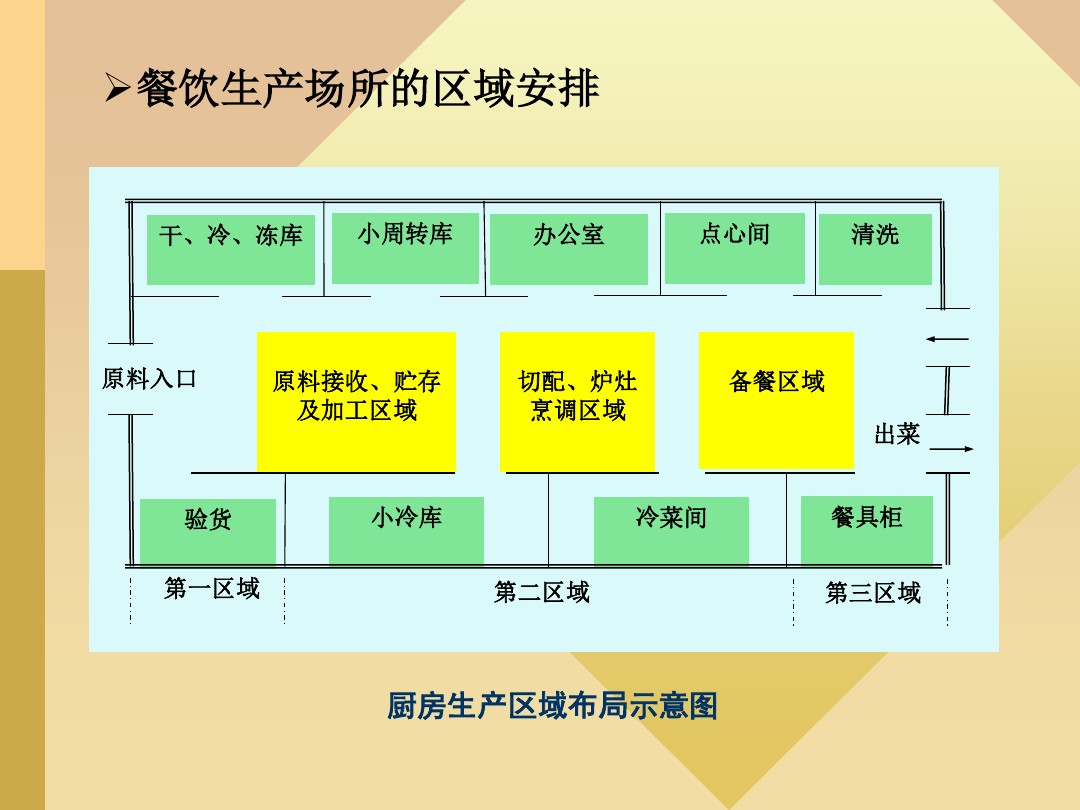 餐饮生产场所的区域安排
干、冷、冻库
小周转库
办公室
点心间
清洗
原料入口
原料接收、贮存
及加工区域
切配、炉灶
烹调区域
备餐区域
出菜
验货
小冷库
冷菜间
餐具柜
第一区域
第二区域
第三区域
厨房生产区域布局示意图